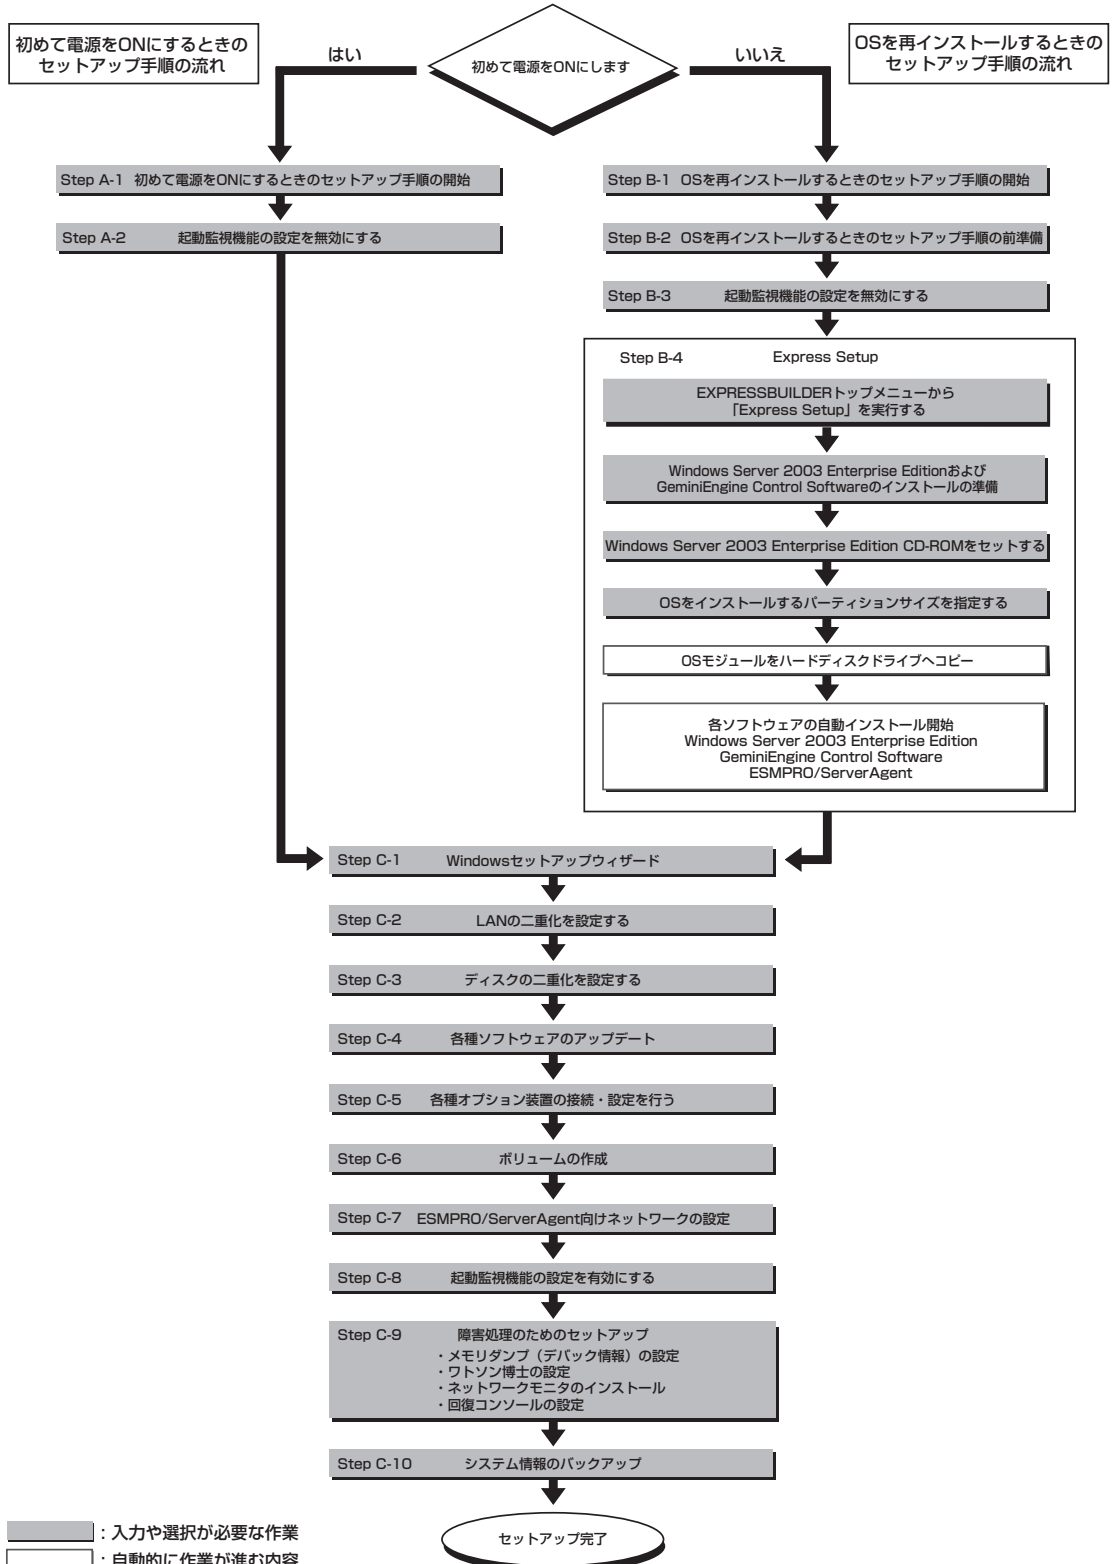 初めて電源をONにするときの
セットアップ手順の流れ
はい
初めて電源をONにします
いいえ
OSを再インストールするときの
セットアップ手順の流れ
Step A-1 初めて電源をONにするときのセットアップ手順の開始
Step A-2 起動監視機能の設定を無効にする
Step B-1 OSを再インストールするときのセットアップ手順の開始
Step B-2 OSを再インストールするときのセットアップ手順の前準備
Step B-3 起動監視機能の設定を無効にする
Step B-4 Express Setup
EXPRESSBUILDERトップメニューから
「Express Setup」を実行する
Windows Server 2003 Enterprise Editionおよび
GeminiEngine Control Softwareのインストールの準備
Windows Server 2003 Enterprise Edition CD-ROMをセットする
OSをインストールするパーティションサイズを指定する
OSモジュールをハードディスクドライブへコピー
各ソフトウェアの自動インストール開始
Windows Server 2003 Enterprise Edition
GeminiEngine Control Software
ESMPRO/ServerAgent
Step C-1 Windowsセットアップウィザード
Step C-2 LANの二重化を設定する
Step C-3 ディスクの二重化を設定する
Step C-4 各種ソフトウェアのアップデート
Step C-5 各種オプション装置の接続・設定を行う
Step C-6 ボリュームの作成
Step C-7 ESMPRO/ServerAgent向けネットワークの設定
Step C-8 起動監視機能の設定を有効にする
Step C-9 障害処理のためのセットアップ
・メモリダンプ（デバック情報）の設定
・ワトソン博士の設定
・ネットワークモニタのインストール
・回復コンソールの設定
Step C-10 システム情報のバックアップ
セットアップ完了
：入力や選択が必要な作業
：自動的に作業が進む内容